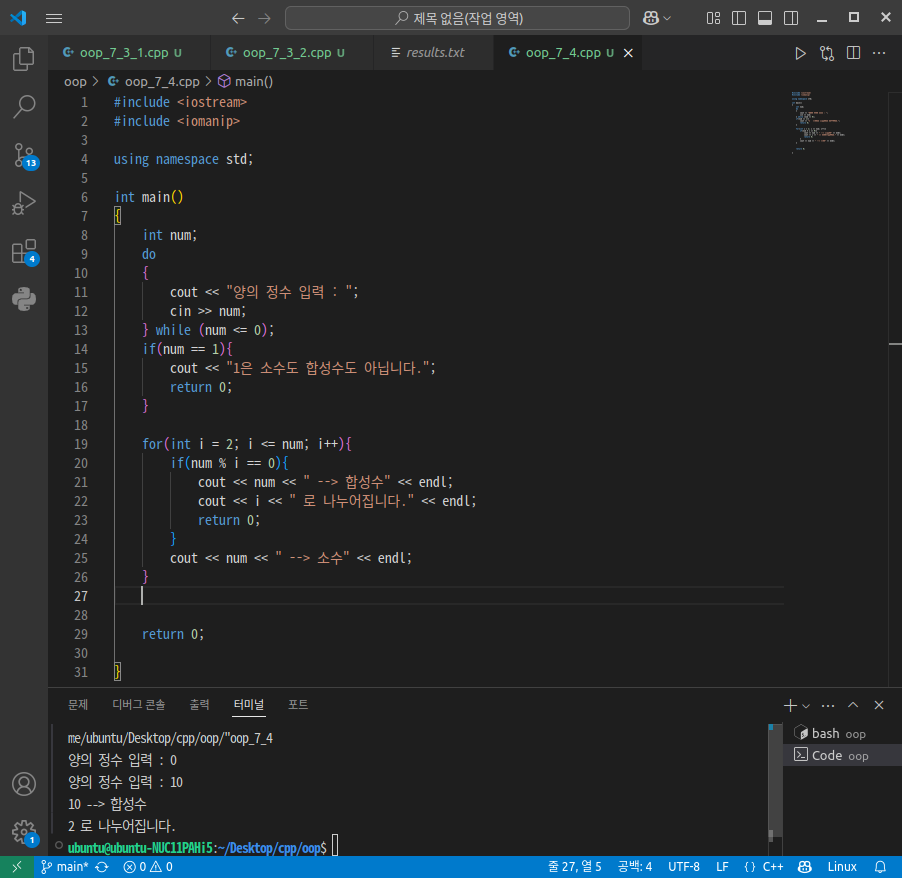 제목 없음(작업 영역)
oop_7_3_1.cpp U
oop_7_3_2.cpp U
results.txt
oop_7_4.cpp U
oop > oop_7_4.cpp > main()
1 #include <iostream>
2 #include <iomanip>
3
4 using namespace std;
5
6 int main()
7 {
8 int num;
9 do
10 {
11 cout << "양의 정수 입력 : ";
12 cin >> num;
13 } while (num <= 0);
14 if(num == 1){
15 cout << "1은 소수도 합성수도 아닙니다.";
16 return 0;
17 }
18
19 for(int i = 2; i <= num; i++){
20 if(num % i == 0){
21 cout << num << " --> 합성수" << endl;
22 cout << i << " 로 나누어집니다." << endl;
23 return 0;
24 }
25 cout << num << " --> 소수" << endl;
26 }
27
28
29 return 0;
30
31 }
13
4
1
문제 디버그 콘솔 출력 터미널 포트
me/ubuntu/Desktop/cpp/oop/"oop_7_4
양의 정수 입력 : 0
양의 정수 입력 : 10
10 --> 합성수
2 로 나누어집니다.
ubuntu@ubuntu-NUC11PAHi5:~/Desktop/cpp/oop$
bash oop
Code oop
main* 0 0 줄 27, 열 5 공백: 4 UTF-8 LF {} C++ Linux